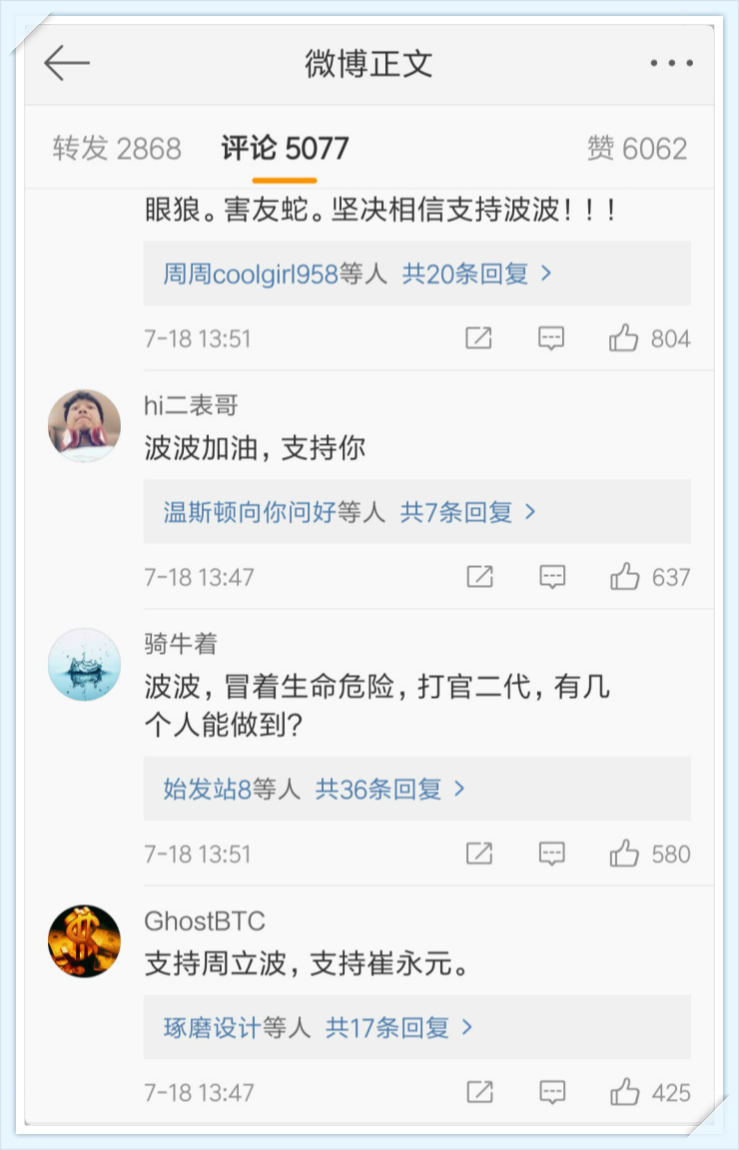 微博正文
转发 2868 评论 5077 赞 6062
眼狼。害友蛇。坚决相信支持波波！！！
周周coolgirl958等人 共20条回复 >
7-18 13:51 804
hi二表哥
波波加油，支持你
温斯顿向你问好等人 共7条回复 >
7-18 13:47 637
骑牛着
波波，冒着生命危险，打官二代，有几
个人能做到？
始发站8等人 共36条回复 >
7-18 13:51 580
GhostBTC
支持周立波，支持崔永元。
琢磨设计等人 共17条回复 >
7-18 13:47 425